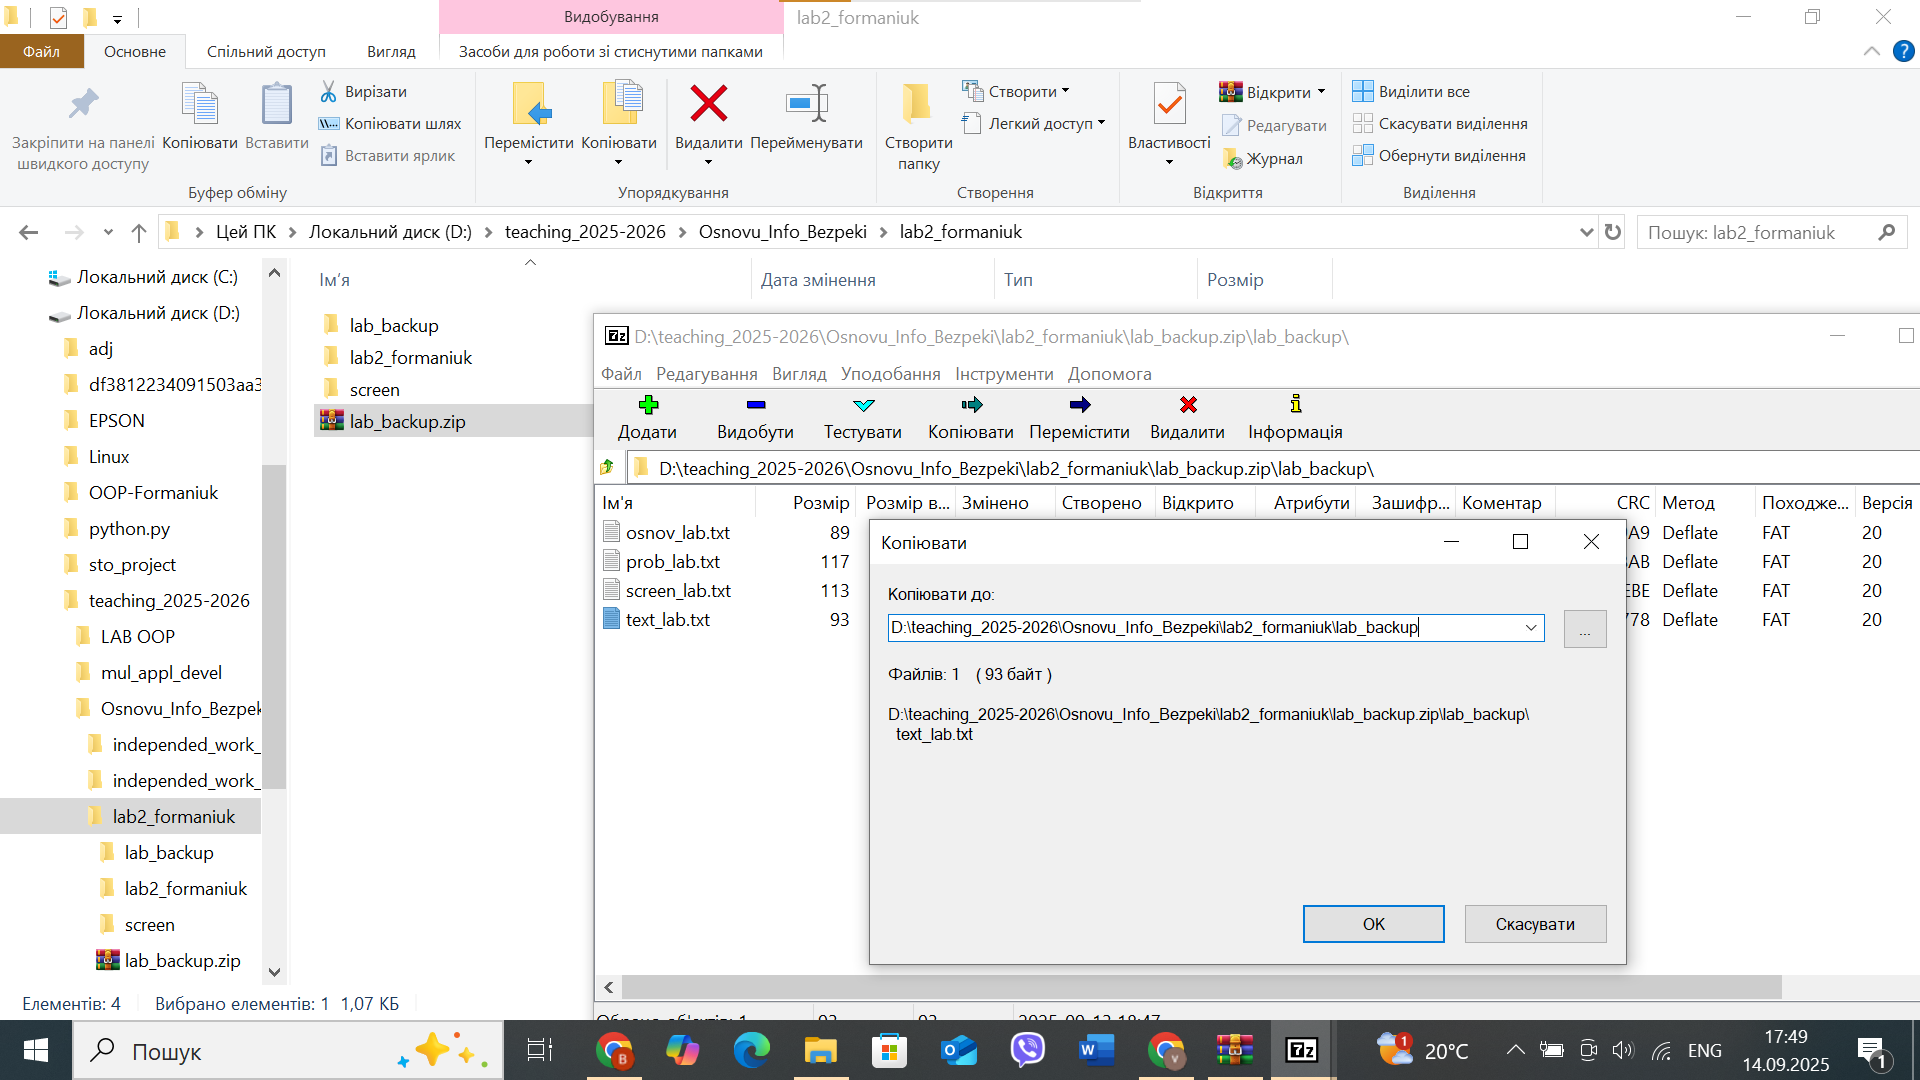 Видобування
lab2_formaniuk
Файл
Основне
Спільний доступ
Вигляд
Засоби для роботи зі стиснутими папками
Закріпити на панелі швидкого доступу
Копіювати
Вставити
Вирізати
Копіювати шлях
Вставити ярлик
Буфер обміну
Перемістити
Копіювати
Видалити
Перейменувати
Упорядкування
Створити папку
Створити
Легкий доступ
Створення
Властивості
Відкрити
Редагувати
Журнал
Відкриття
Виділити все
Скасувати виділення
Обернути виділення
Виділення
Цей ПК
Локальний диск (D:)
teaching_2025-2026
Osnovu_Info_Bezpeki
lab2_formaniuk
Пошук: lab2_formaniuk
Локальний диск (C:)
Локальний диск (D:)
adj
df3812234091503aa3
EPSON
Linux
OOP-Formaniuk
python.py
sto_project
teaching_2025-2026
LAB OOP
mul_appl_devel
Osnovu_Info_Bezpek
independed_work_
independed_work_
lab2_formaniuk
lab_backup
lab2_formaniuk
screen
lab_backup.zip
Ім’я
Дата змінення
Тип
Розмір
lab_backup
lab2_formaniuk
screen
lab_backup.zip
Елементів: 4
Вибрано елементів: 1 1,07 КБ
7z
D:\teaching_2025-2026\Osnovu_Info_Bezpeki\lab2_formaniuk\lab_backup.zip\lab_backup\
Файл Редагування Вигляд Уподобання Інструменти Допомога
Додати Видобути Тестувати Копіювати Перемістити Видалити Інформація
D:\teaching_2025-2026\Osnovu_Info_Bezpeki\lab2_formaniuk\lab_backup.zip\lab_backup\
Ім'я Розмір Розмір в... Змінено Створено Відкрито Атрибути Зашифр... Коментар CRC Метод Походже... Версія
osnov_lab.txt 89 A9 Deflate FAT 20
prob_lab.txt 117 AB Deflate FAT 20
screen_lab.txt 113 EBE Deflate FAT 20
text_lab.txt 93 778 Deflate FAT 20
Копіювати
Копіювати до:
D:\teaching_2025-2026\Osnovu_Info_Bezpeki\lab2_formaniuk\lab_backup
...
Файлів: 1 ( 93 байт )
D:\teaching_2025-2026\Osnovu_Info_Bezpeki\lab2_formaniuk\lab_backup.zip\lab_backup\
text_lab.txt
OK
Скасувати
Пошук
20°C
ENG
17:49
14.09.2025